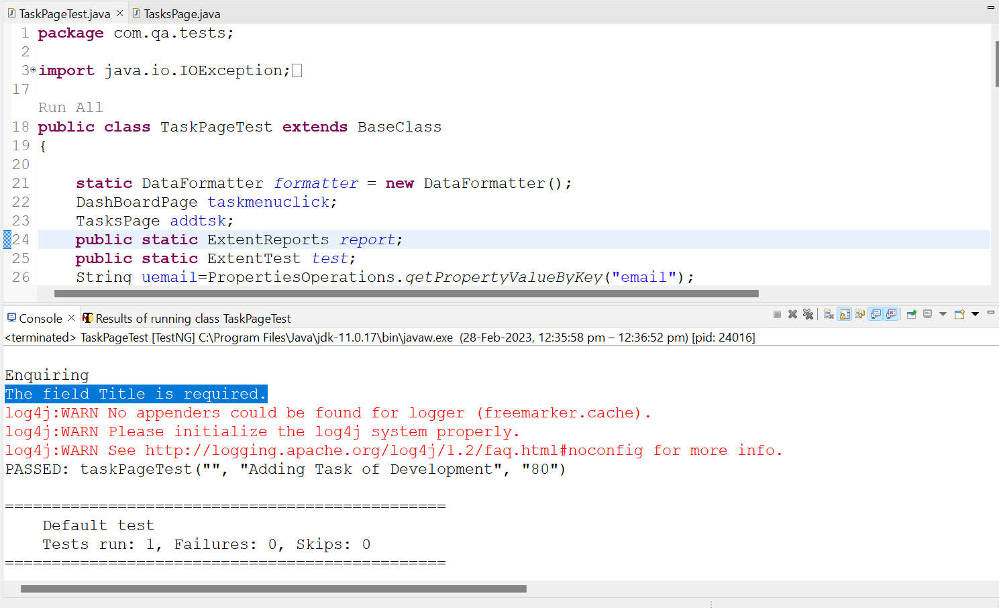 TaskPageTest.java × TasksPage.java
1 package com.qa.tests;
2
3 import java.io.IOException;
17
Run All
18 public class TaskPageTest extends BaseClass
19 {
20
21 static DataFormatter formatter = new DataFormatter();
22 DashBoardPage taskmenuclick;
23 TasksPage addtsk;
24 public static ExtentReports report;
25 public static ExtentTest test;
26 String uemail=PropertiesOperations.getPropertyValueByKey("email");
Console × Results of running class TaskPageTest
<terminated> TaskPageTest [TestNG] C:\Program Files\Java\jdk-11.0.17\bin\javaw.exe (28-Feb-2023, 12:35:58 pm – 12:36:52 pm) [pid: 24016]
Enquiring
The field Title is required.
log4j:WARN No appenders could be found for logger (freemarker.cache).
log4j:WARN Please initialize the log4j system properly.
log4j:WARN See http://logging.apache.org/log4j/1.2/faq.html#noconfig for more info.
PASSED: taskPageTest("", "Adding Task of Development", "80")
===============================================
Default test
Tests run: 1, Failures: 0, Skips: 0
===============================================